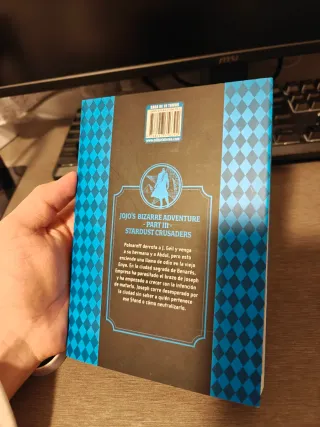 JOJO'S BIZARRE ADVENTURE
-PART III-
STARDUST CRUSADERS
Polnareff derrota a J. Geil y venga
a su hermana y a Abdul, pero esto
enciende una llama de odio en la vieja
Enya. En la ciudad sagrada de Benarés,
Empress ha parasitado el brazo de Joseph
y ha empezado a crecer con la intención
de matarlo. Joseph corre desesperado por
la ciudad sin saber a quién pertenece
ese Stand o cómo neutralizarlo.
msi